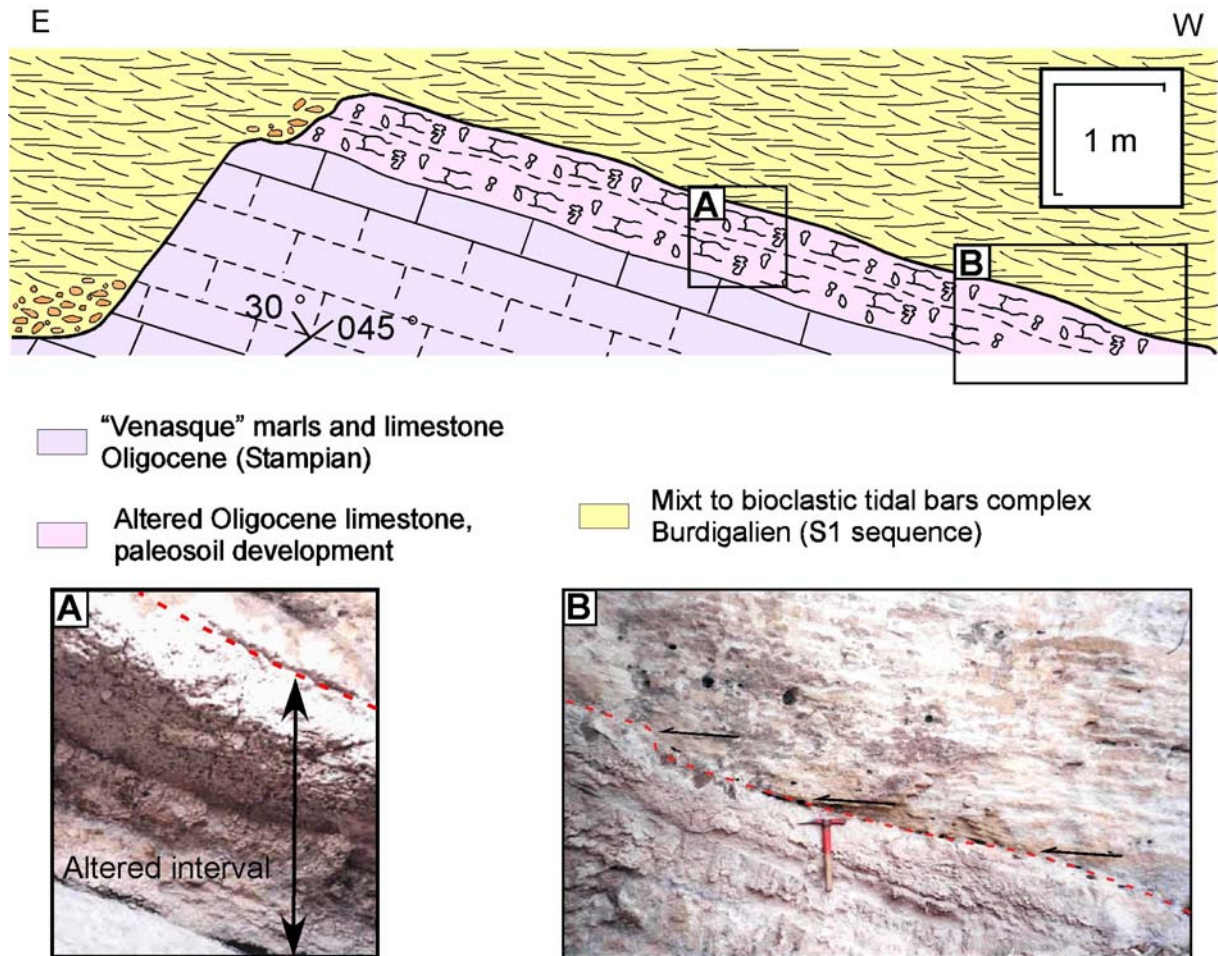 E
W
1 m
A
B
30 °
045 °
"Venasque" marls and limestone
Oligocene (Stampian)
Altered Oligocene limestone,
paleosoil development
Mixt to bioclastic tidal bars complex
Burdigalien (S1 sequence)
A
Altered interval
B